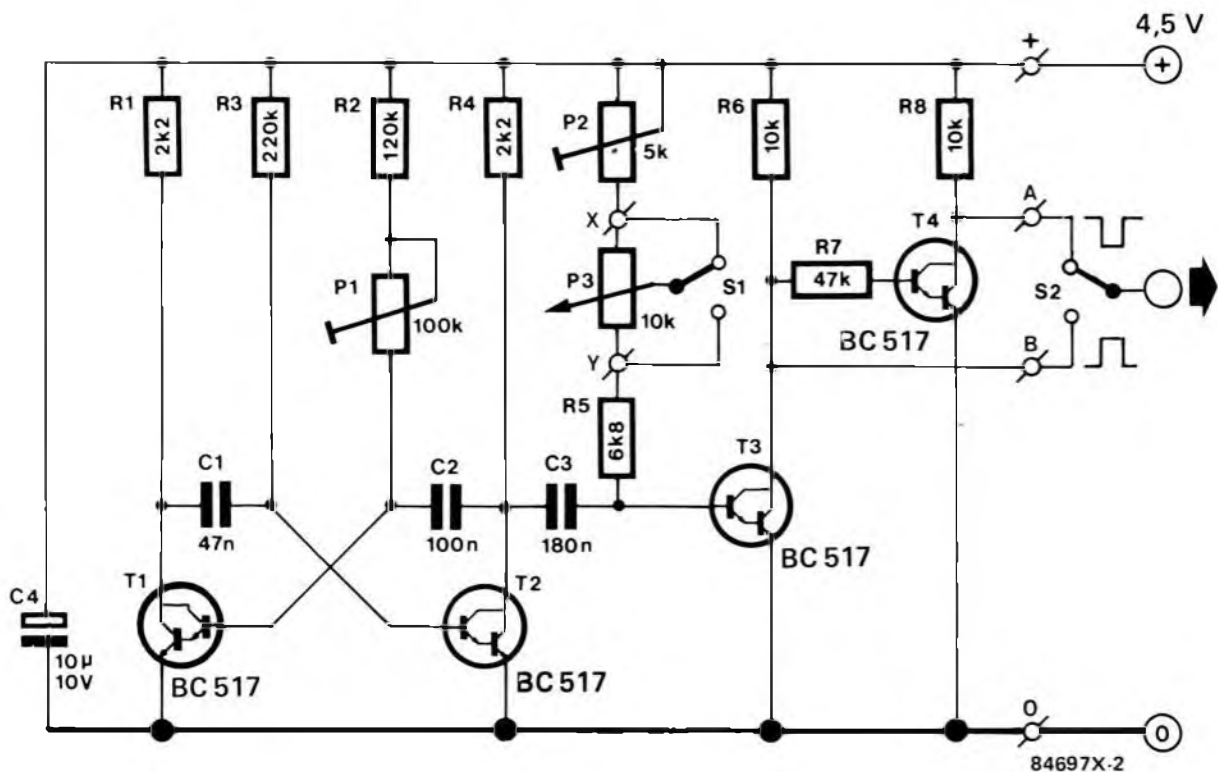 4,5 V
+
+
R1
2k2
R3
220k
R2
120k
R4
2k2
P2
5k
R6
10k
R8
10k
X
A
T4
P1
100k
P3
10k
S1
R7
47k
S2
BC 517
Y
B
R5
6k8
C1
47n
C2
100n
C3
180n
T3
BC 517
T1
T2
C4
10µ
10V
BC 517
BC 517
0
0
84697X-2